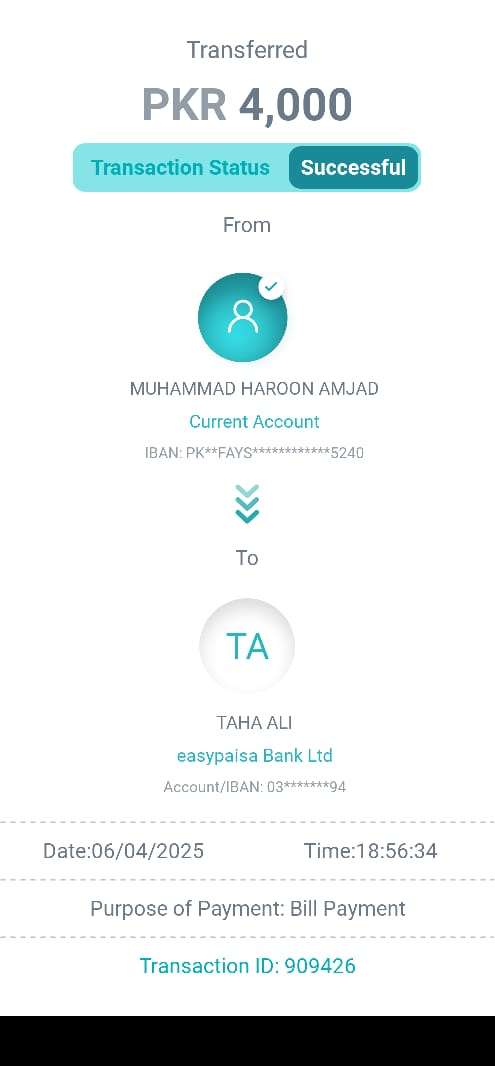 Transferred
PKR 4,000
Transaction Status Successful
From
MUHAMMAD HAROON AMJAD
Current Account
IBAN: PK**FAYS************5240
To
TA
TAHA ALI
easypaisa Bank Ltd
Account/IBAN: 03*******94
Date:06/04/2025 Time:18:56:34
Purpose of Payment: Bill Payment
Transaction ID: 909426